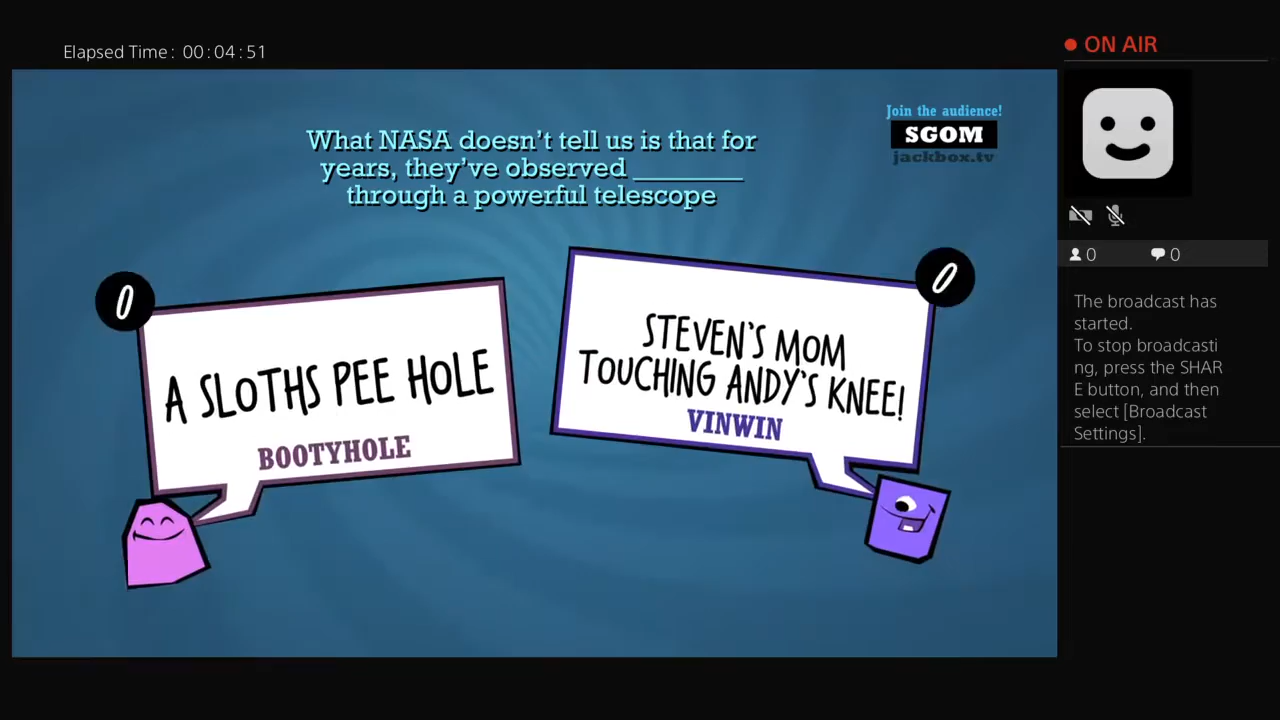 Elapsed Time: 00:04:51
ON AIR
Join the audience!
SGOM
jackbox.tv
What NASA doesn't tell us is that for
years, they've observed ________
through a powerful telescope
0
A SLOTHS PEE HOLE
BOOTYHOLE
0
STEVEN'S MOM
TOUCHING ANDY'S KNEE!
VINWIN
0
0
The broadcast has
started.
To stop broadcasti
ng, press the SHAR
E button, and then
select [Broadcast
Settings].